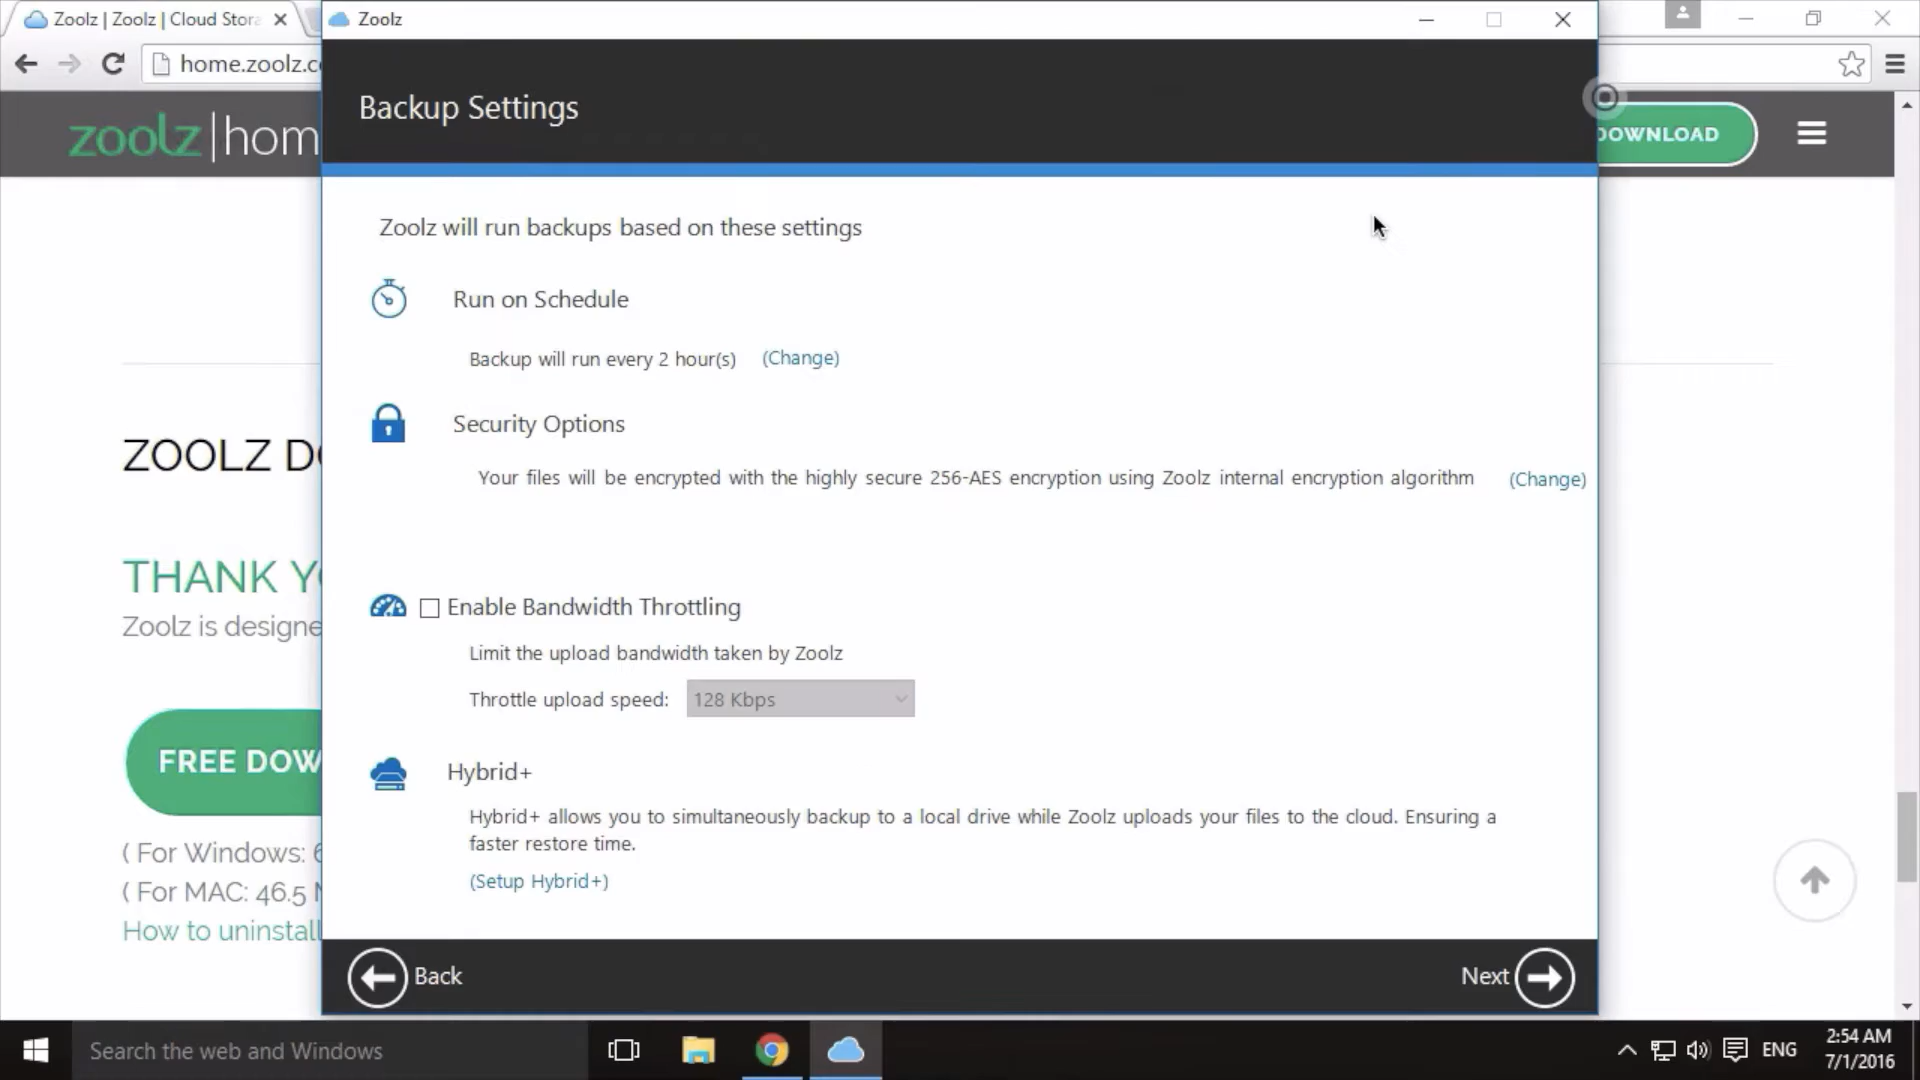 Zoolz | Zoolz | Cloud Stora
Zoolz
home.zoolz.c
Backup Settings
zoolz|hom
DOWNLOAD
Zoolz will run backups based on these settings
Run on Schedule
Backup will run every 2 hour(s) (Change)
Security Options
ZOOLZ D
Your files will be encrypted with the highly secure 256-AES encryption using Zoolz internal encryption algorithm (Change)
THANK Y
Zoolz is designe
Enable Bandwidth Throttling
Limit the upload bandwidth taken by Zoolz
Throttle upload speed: 128 Kbps
FREE DOW
Hybrid+
Hybrid+ allows you to simultaneously backup to a local drive while Zoolz uploads your files to the cloud. Ensuring a
faster restore time.
(Setup Hybrid+)
( For Windows: 6
( For MAC: 46.5
How to uninstall
Back
Next
Search the web and Windows
ENG
2:54 AM
7/1/2016